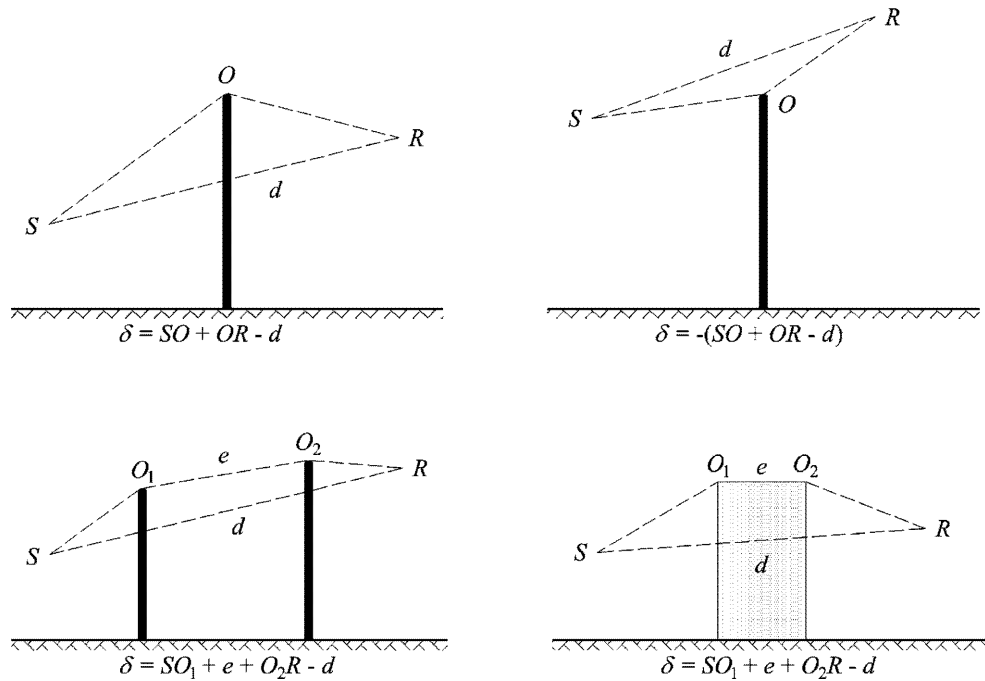 O
R
d
S
δ = SO + OR - d
R
d
S
O
δ = -(SO + OR - d)
O₂
e
O₁
R
d
S
δ = SO₁ + e + O₂R - d
O₁ e O₂
R
S
d
δ = SO₁ + e + O₂R - d